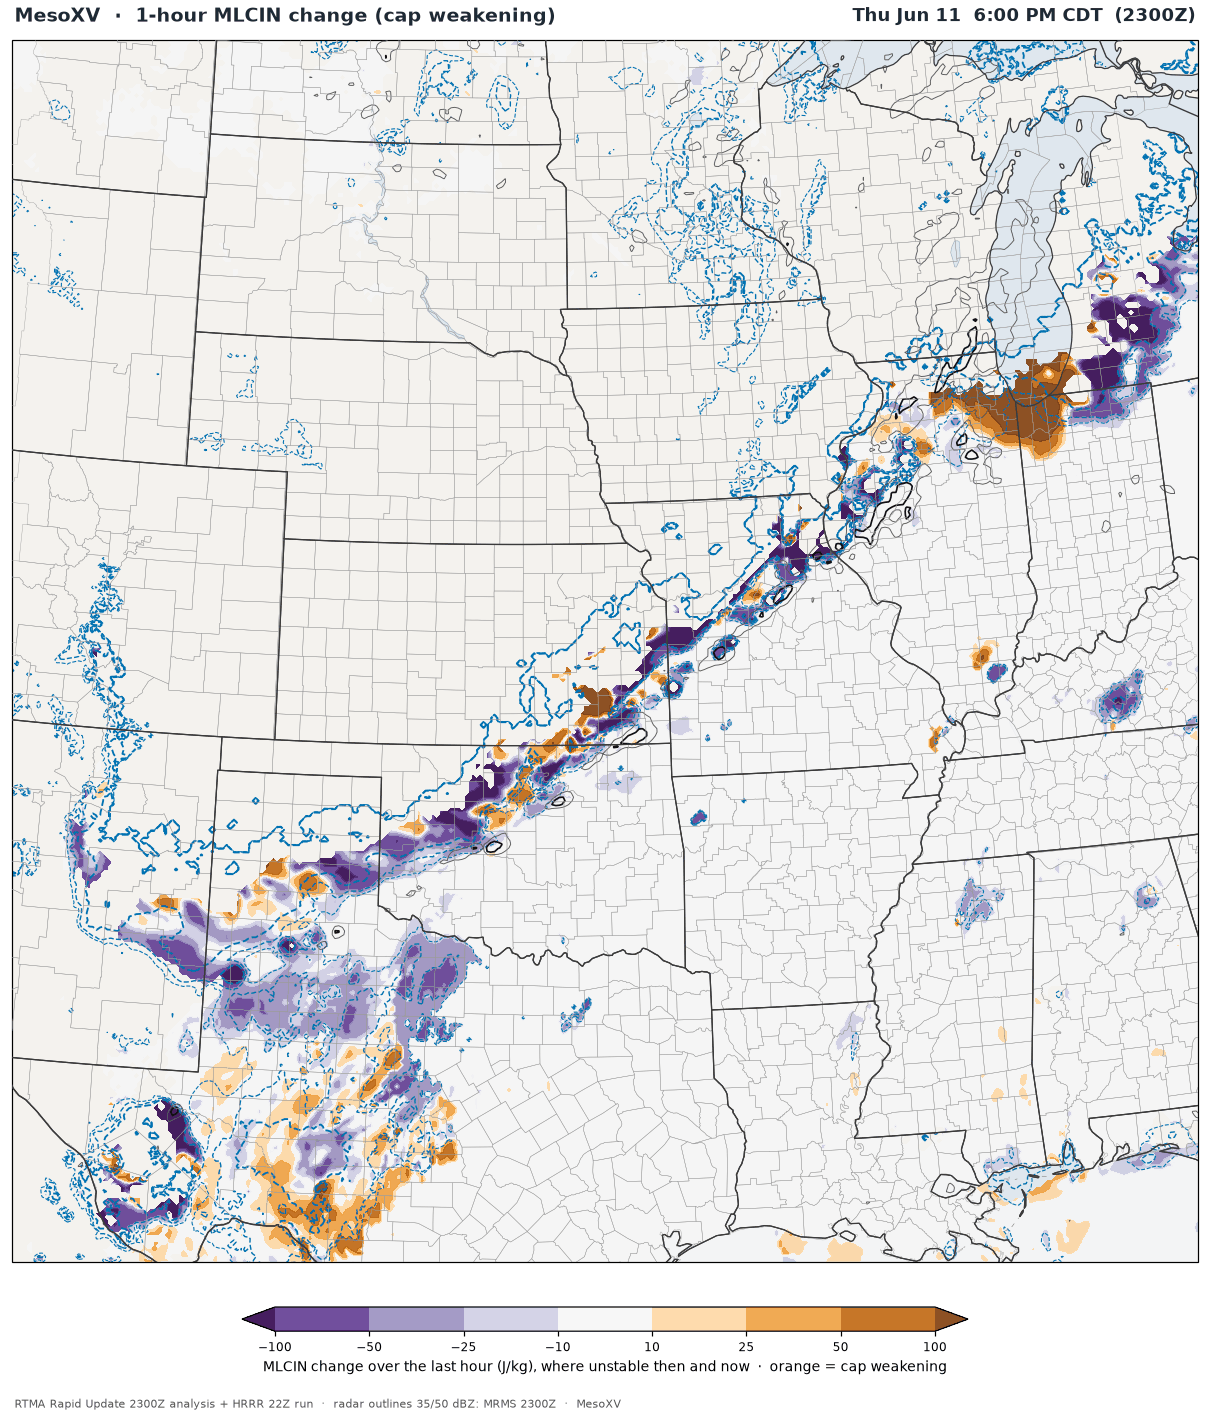 MesoXV · 1-hour MLCIN change (cap weakening)
Thu Jun 11 6:00 PM CDT (2300Z)
−100 −50 −25 −10 10 25 50 100
MLCIN change over the last hour (J/kg), where unstable then and now · orange = cap weakening
RTMA Rapid Update 2300Z analysis + HRRR 22Z run · radar outlines 35/50 dBZ: MRMS 2300Z · MesoXV